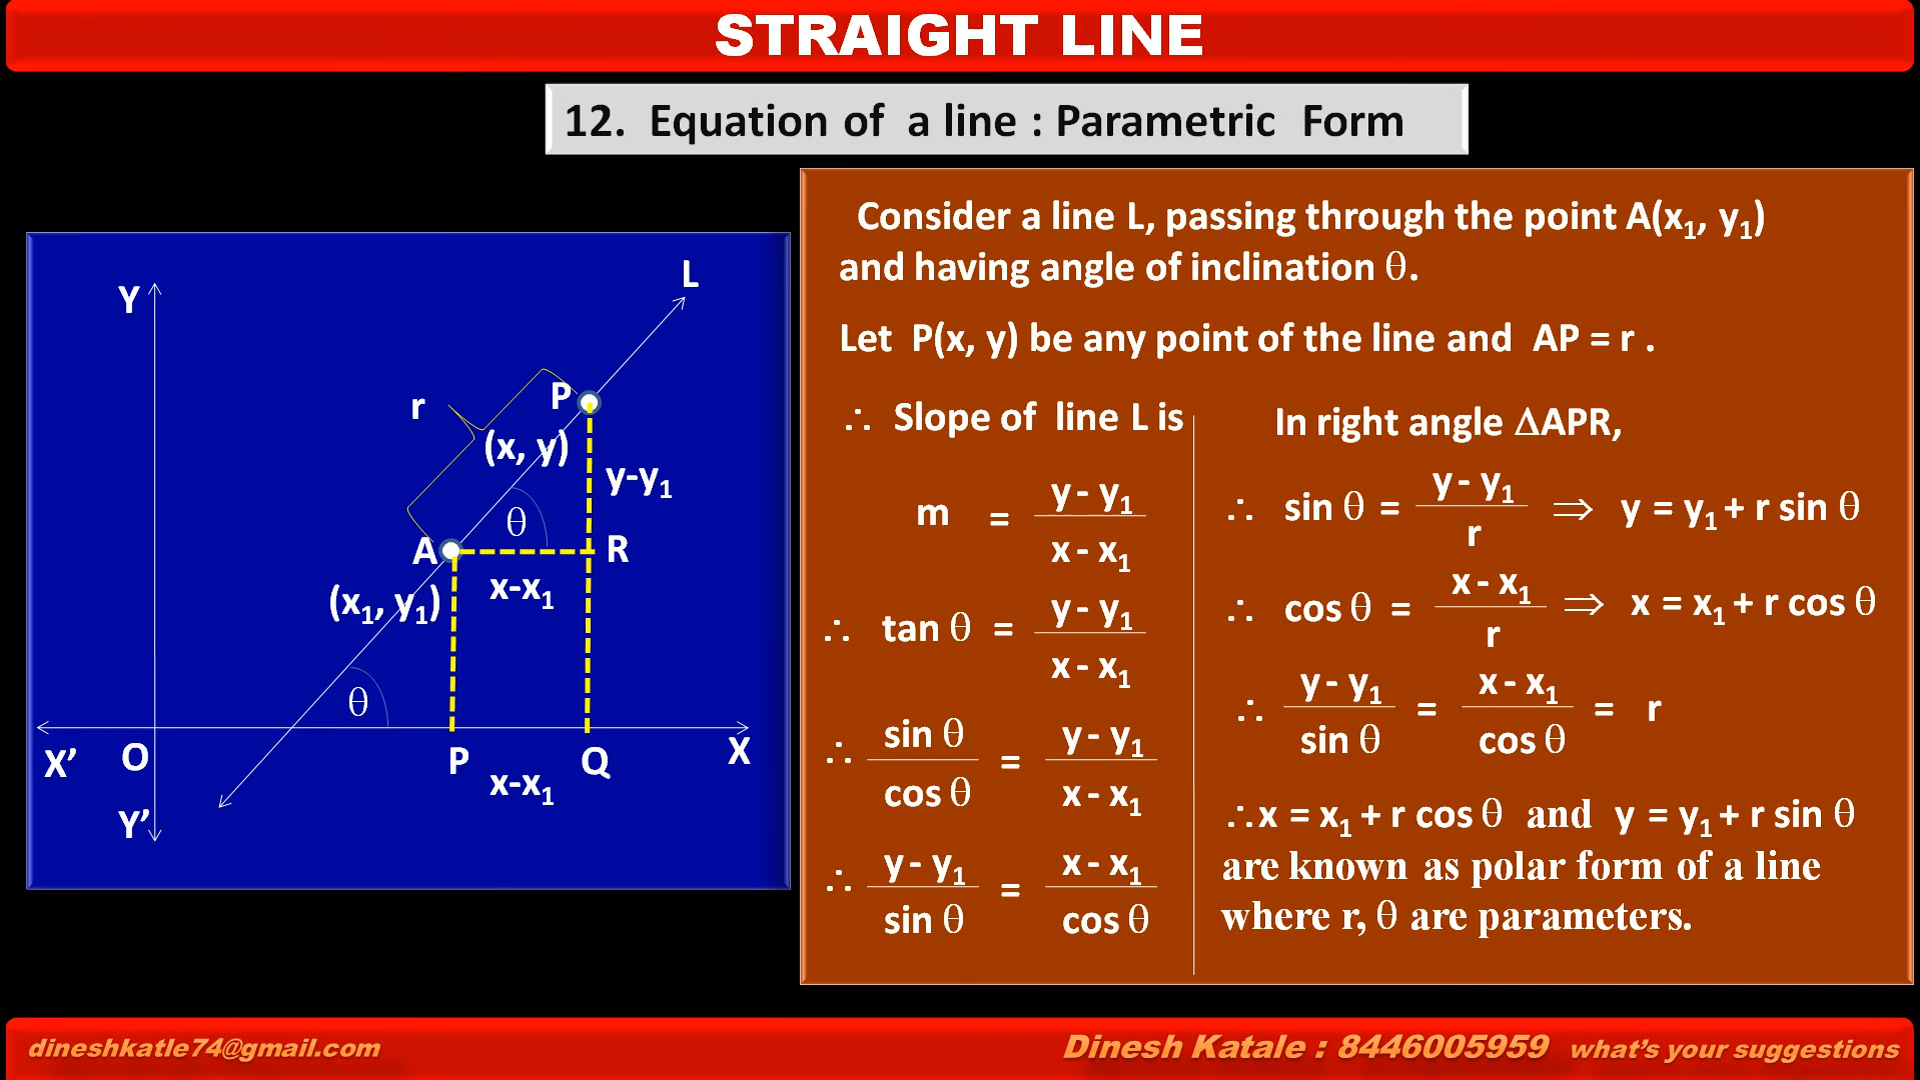 STRAIGHT LINE
12. Equation of a line : Parametric Form
Y
L
r
P
(x, y)
y-y₁
θ
A
R
x-x₁
(x₁, y₁)
θ
X’
O
P
Q
X
x-x₁
Y’
Consider a line L, passing through the point A(x₁, y₁)
and having angle of inclination θ.
Let P(x, y) be any point of the line and AP = r .
∴ Slope of line L is
m = y - y₁ / x - x₁
∴ tan θ = y - y₁ / x - x₁
∴ sin θ / cos θ = y - y₁ / x - x₁
∴ y - y₁ / sin θ = x - x₁ / cos θ
In right angle ΔAPR,
∴ sin θ = y - y₁ / r ⇒ y = y₁ + r sin θ
∴ cos θ = x - x₁ / r ⇒ x = x₁ + r cos θ
∴ y - y₁ / sin θ = x - x₁ / cos θ = r
∴x = x₁ + r cos θ and y = y₁ + r sin θ
are known as polar form of a line
where r, θ are parameters.
dineshkatle74@gmail.com
Dinesh Katale : 8446005959 what’s your suggestions